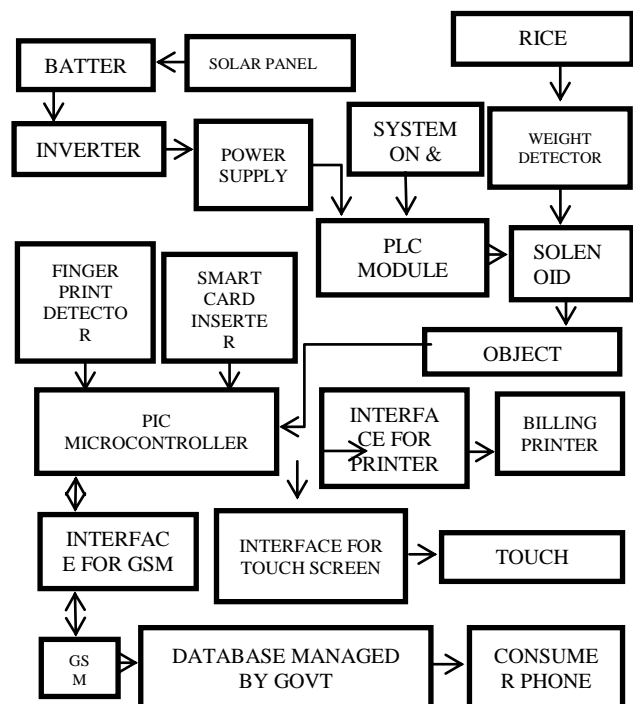 RICE
BATTER
SOLAR PANEL
SYSTEM
ON &
WEIGHT
DETECTOR
INVERTER
POWER
SUPPLY
PLC
MODULE
SOLEN
OID
FINGER
PRINT
DETECTO
R
SMART
CARD
INSERTE
R
OBJECT
PIC
MICROCONTROLLER
INTERFA
CE FOR
PRINTER
BILLING
PRINTER
INTERFAC
E FOR GSM
INTERFACE FOR
TOUCH SCREEN
TOUCH
GS
M
DATABASE MANAGED
BY GOVT
CONSUME
R PHONE